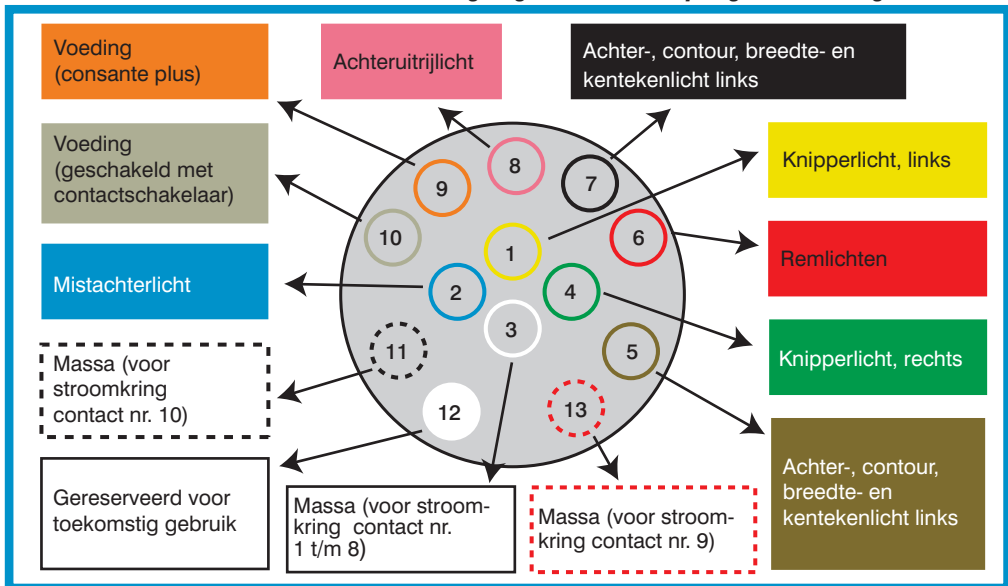 Voeding
(consante plus)
Achteruitrijlicht
Achter-, contour, breedte- en
kentekenlicht links
Voeding
(geschakeld met
contactschakelaar)
Knipperlicht, links
8
9
7
10
6
1
Mistachterlicht
Remlichten
2
4
3
11
5
Massa (voor
stroomkring
contact nr. 10)
Knipperlicht, rechts
12
13
Gereserveerd voor
toekomstig gebruik
Massa (voor stroom-
kring contact nr.
1 t/m 8)
Massa (voor stroom-
kring contact nr. 9)
Achter-, contour,
breedte- en
kentekenlicht links